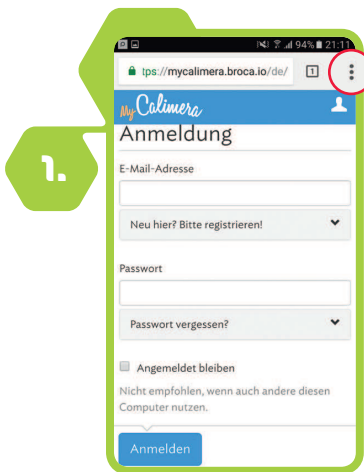 94% 21:11
tps://mycalimera.broca.io/de/ 1
My Calimera
Anmeldung
1.
E-Mail-Adresse
Neu hier? Bitte registrieren!
Passwort
Passwort vergessen?
Angemeldet bleiben
Nicht empfohlen, wenn auch andere diesen
Computer nutzen.
Anmelden